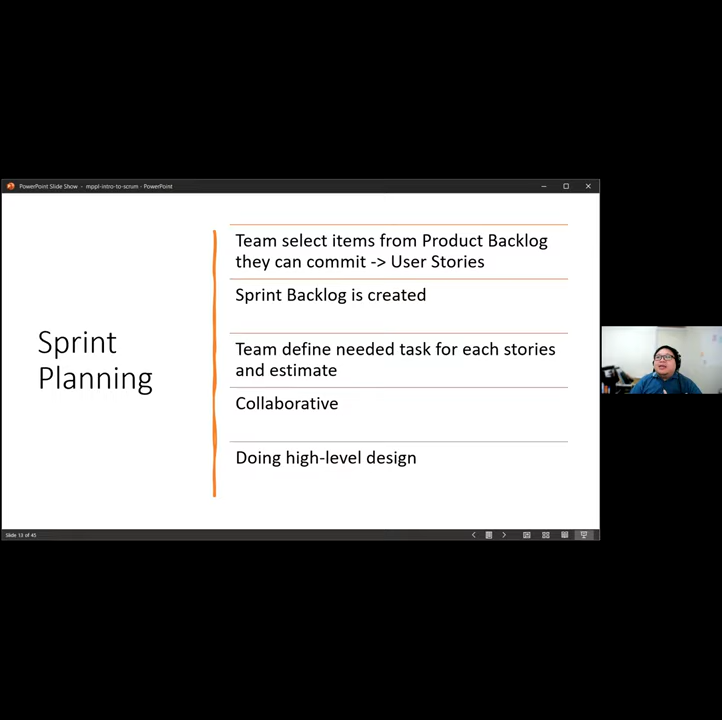 PowerPoint Slide Show - mppl-intro-to-scrum - PowerPoint
Sprint
Planning
Team select items from Product Backlog
they can commit -> User Stories
Sprint Backlog is created
Team define needed task for each stories
and estimate
Collaborative
Doing high-level design
Slide 13 of 45